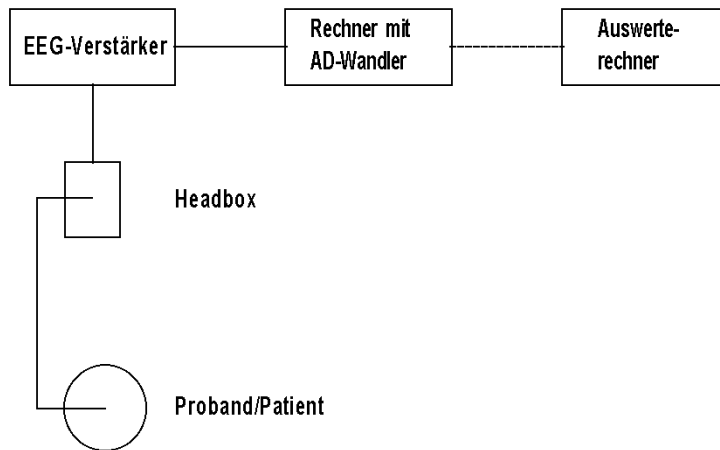 EEG-Verstärker
Rechner mit
AD-Wandler
Auswerte-
rechner
Headbox
Proband/Patient